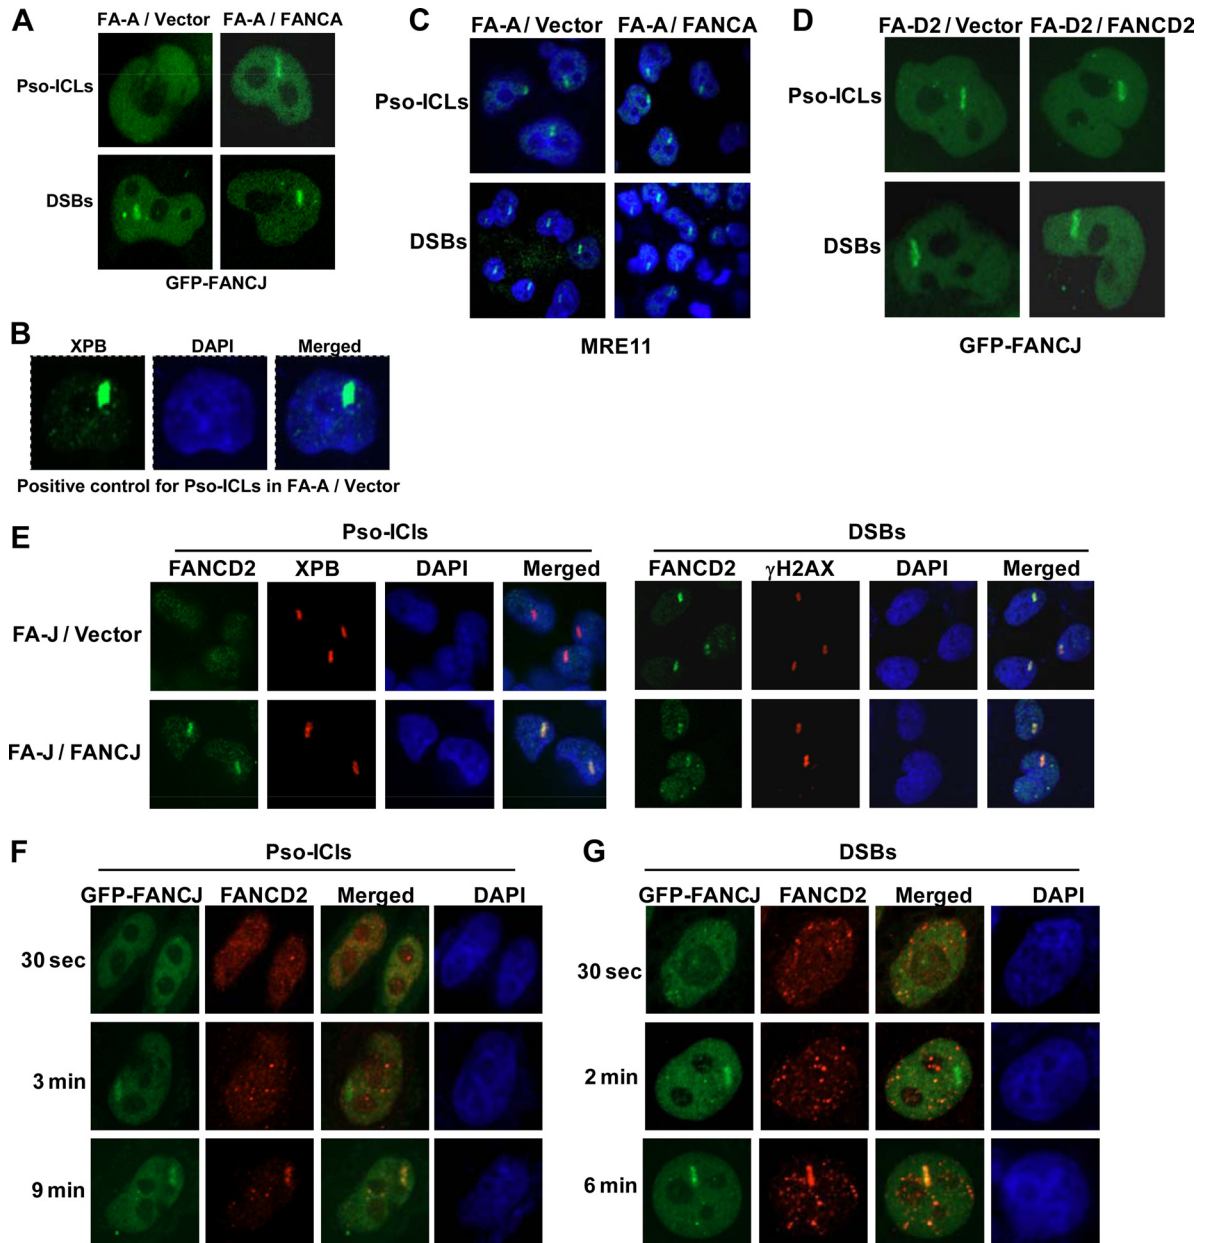 A
FA-A / Vector FA-A / FANCA
Pso-ICLs
DSBs
GFP-FANCJ
B
XPB DAPI Merged
Positive control for Pso-ICLs in FA-A / Vector
C
FA-A / Vector FA-A / FANCA
Pso-ICLs
DSBs
MRE11
D
FA-D2 / Vector FA-D2 / FANCD2
Pso-ICLs
DSBs
GFP-FANCJ
E
Pso-ICIs
FANCD2 XPB DAPI Merged
DSBs
FANCD2 γH2AX DAPI Merged
FA-J / Vector
FA-J / FANCJ
F
Pso-ICIs
GFP-FANCJ FANCD2 Merged DAPI
30 sec
3 min
9 min
G
DSBs
GFP-FANCJ FANCD2 Merged DAPI
30 sec
2 min
6 min